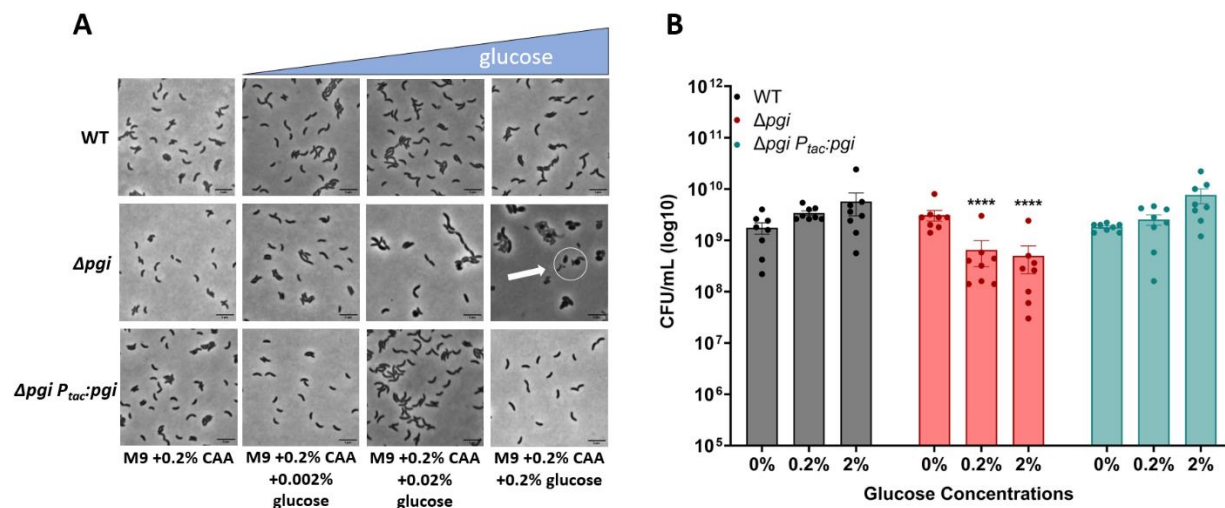 A
glucose
WT
Δpgi
Δpgi Ptac:pgi
M9 +0.2% CAA
M9 +0.2% CAA
+0.002%
glucose
M9 +0.2% CAA
+0.02%
glucose
M9 +0.2% CAA
+0.2% glucose
B
CFU/mL (log10)
10^12
10^11
10^10
10^9
10^8
10^7
10^6
10^5
WT
Δpgi
Δpgi Ptac:pgi
****
****
0%
0.2%
2%
0%
0.2%
2%
0%
0.2%
2%
Glucose Concentrations